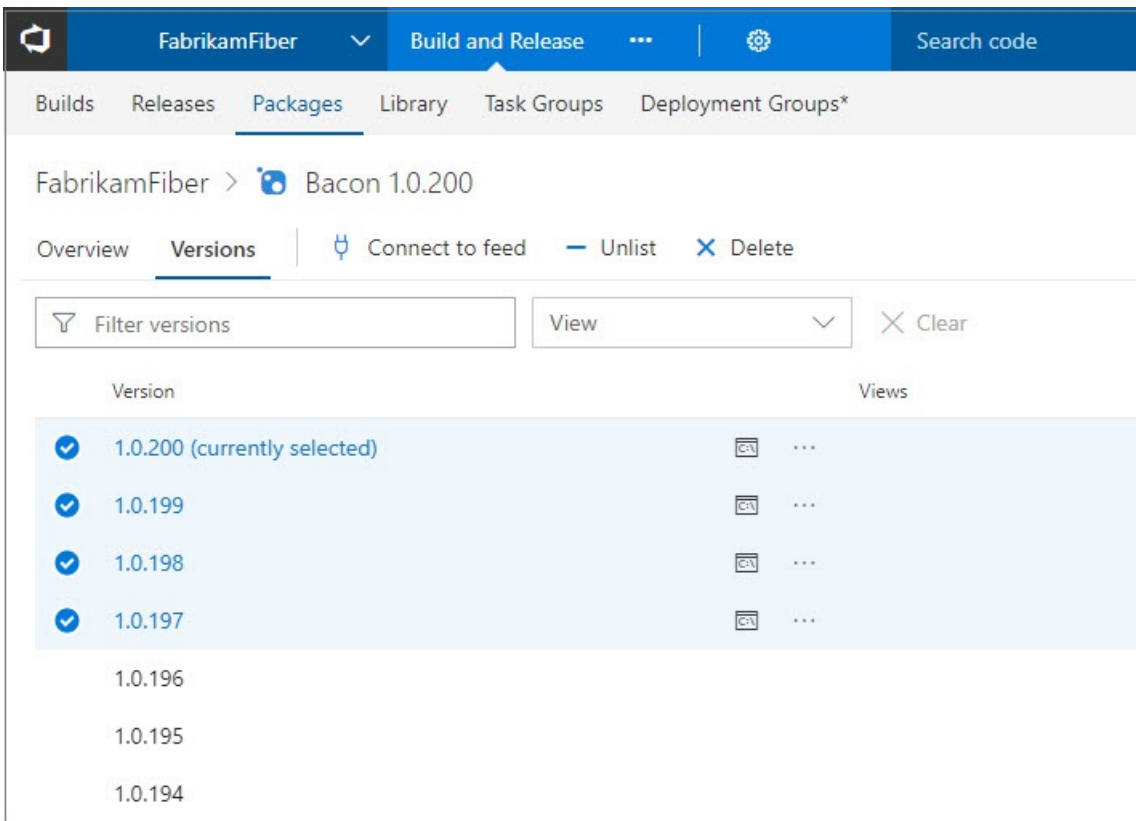 FabrikamFiber Build and Release ... Search code
Builds Releases Packages Library Task Groups Deployment Groups*
FabrikamFiber > Bacon 1.0.200
Overview Versions Connect to feed Unlist Delete
Filter versions View Clear
Version Views
1.0.200 (currently selected) C:\ ...
1.0.199 C:\ ...
1.0.198 C:\ ...
1.0.197 C:\ ...
1.0.196
1.0.195
1.0.194